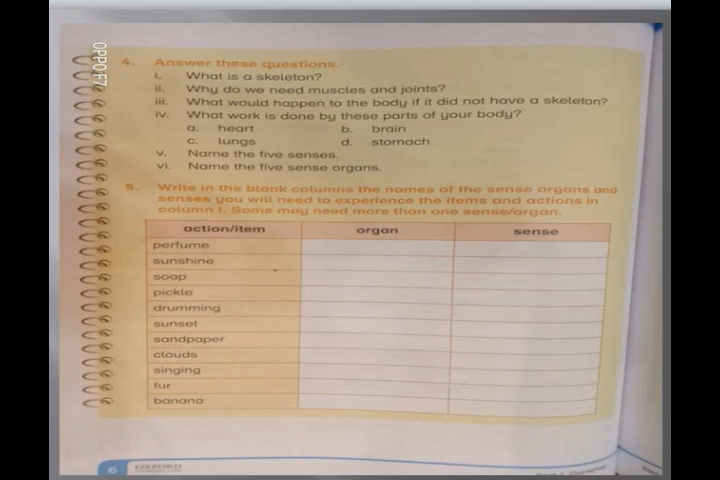 OPPO F7
4. Answer these questions.
i. What is a skeleton?
ii. Why do we need muscles and joints?
iii. What would happen to the body if it did not have a skeleton?
iv. What work is done by these parts of your body?
a. heart b. brain
c. lungs d. stomach
v. Name the five senses.
vi. Name the five sense organs.
5. Write in the blank columns the names of the sense organs and
senses you will need to experience the items and actions in
column I. Some may need more than one sense/organ.
action/item organ sense
perfume
sunshine
soap
pickle
drumming
sunset
sandpaper
clouds
singing
fur
banana
6 OXFORD